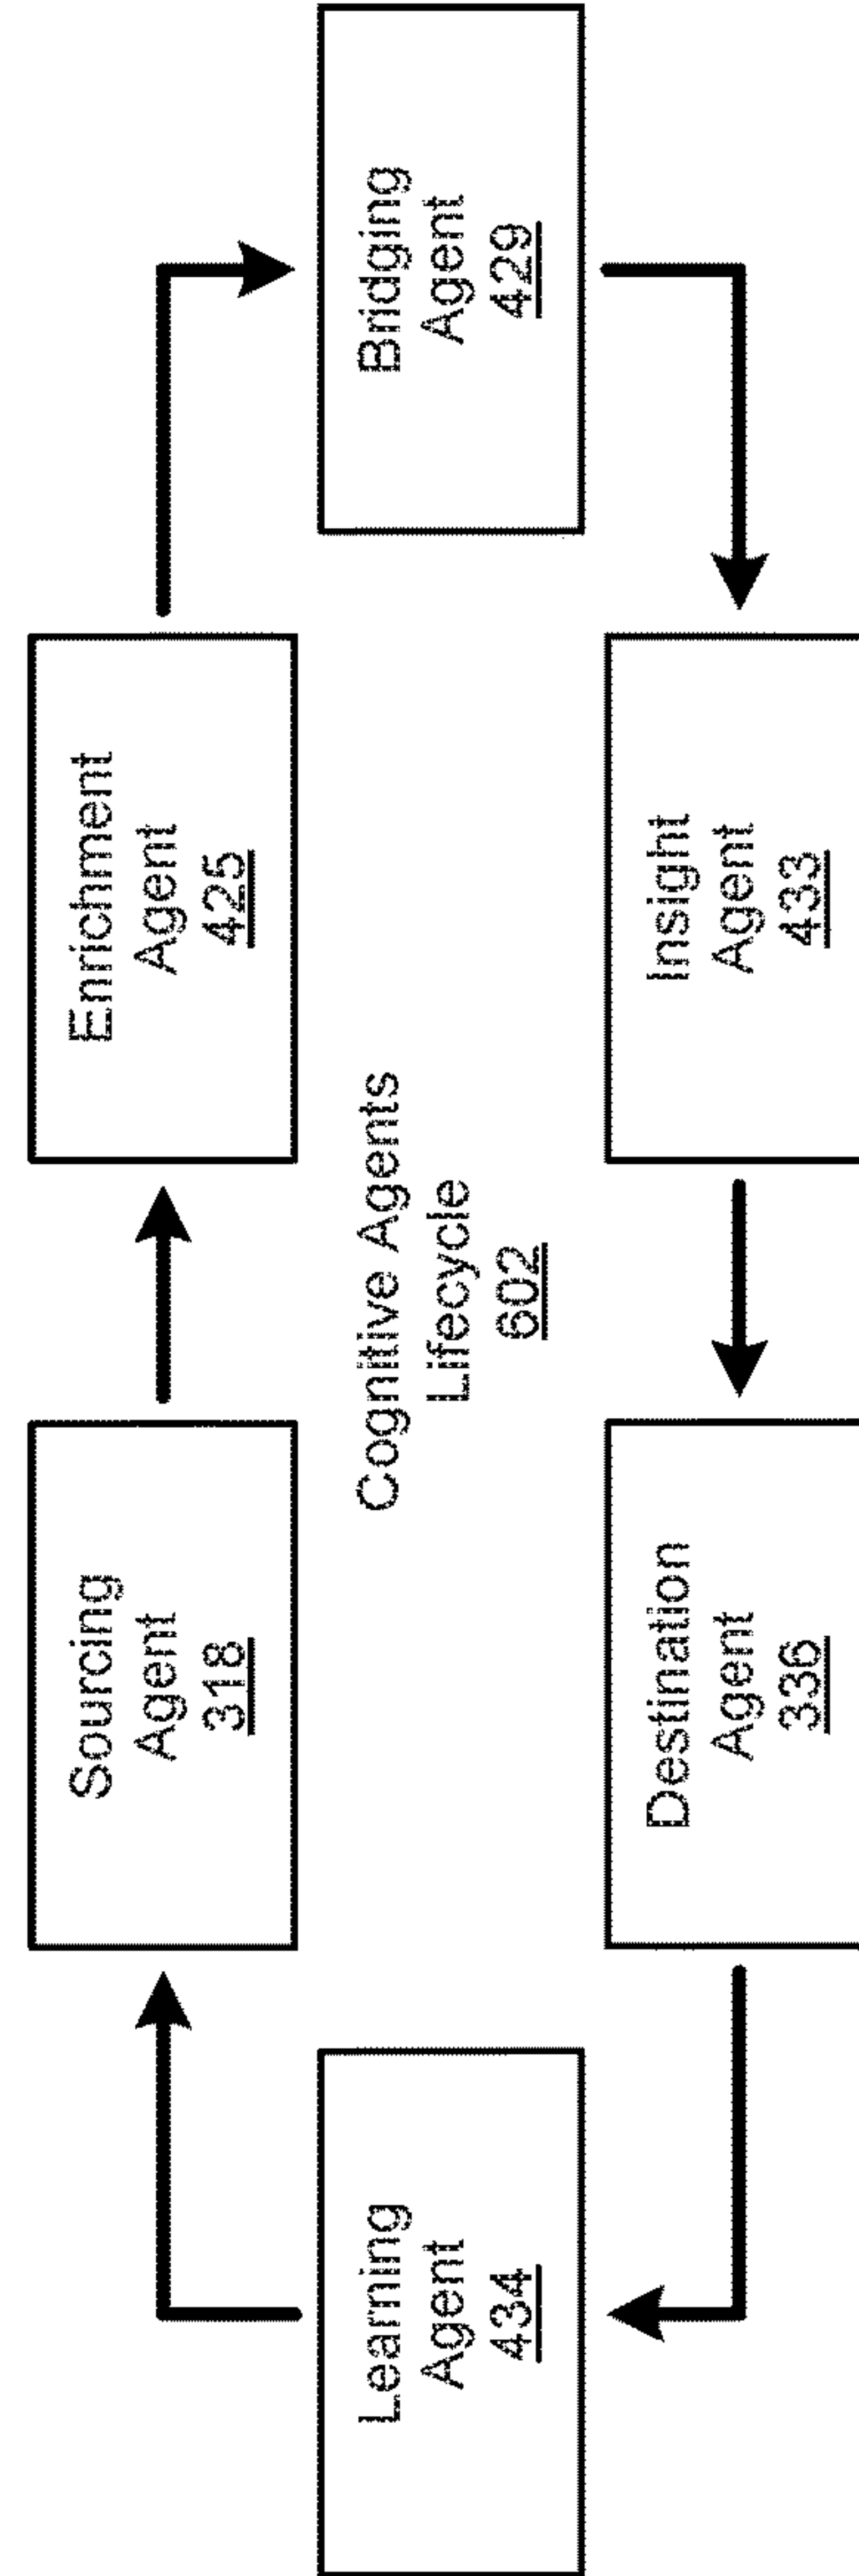 Sourcing
Agent
318
Enrichment
Agent
425
Learning
Agent
434
Cognitive Agents
Lifecycle
602
Bridging
Agent
429
Destination
Agent
336
Insight
Agent
433